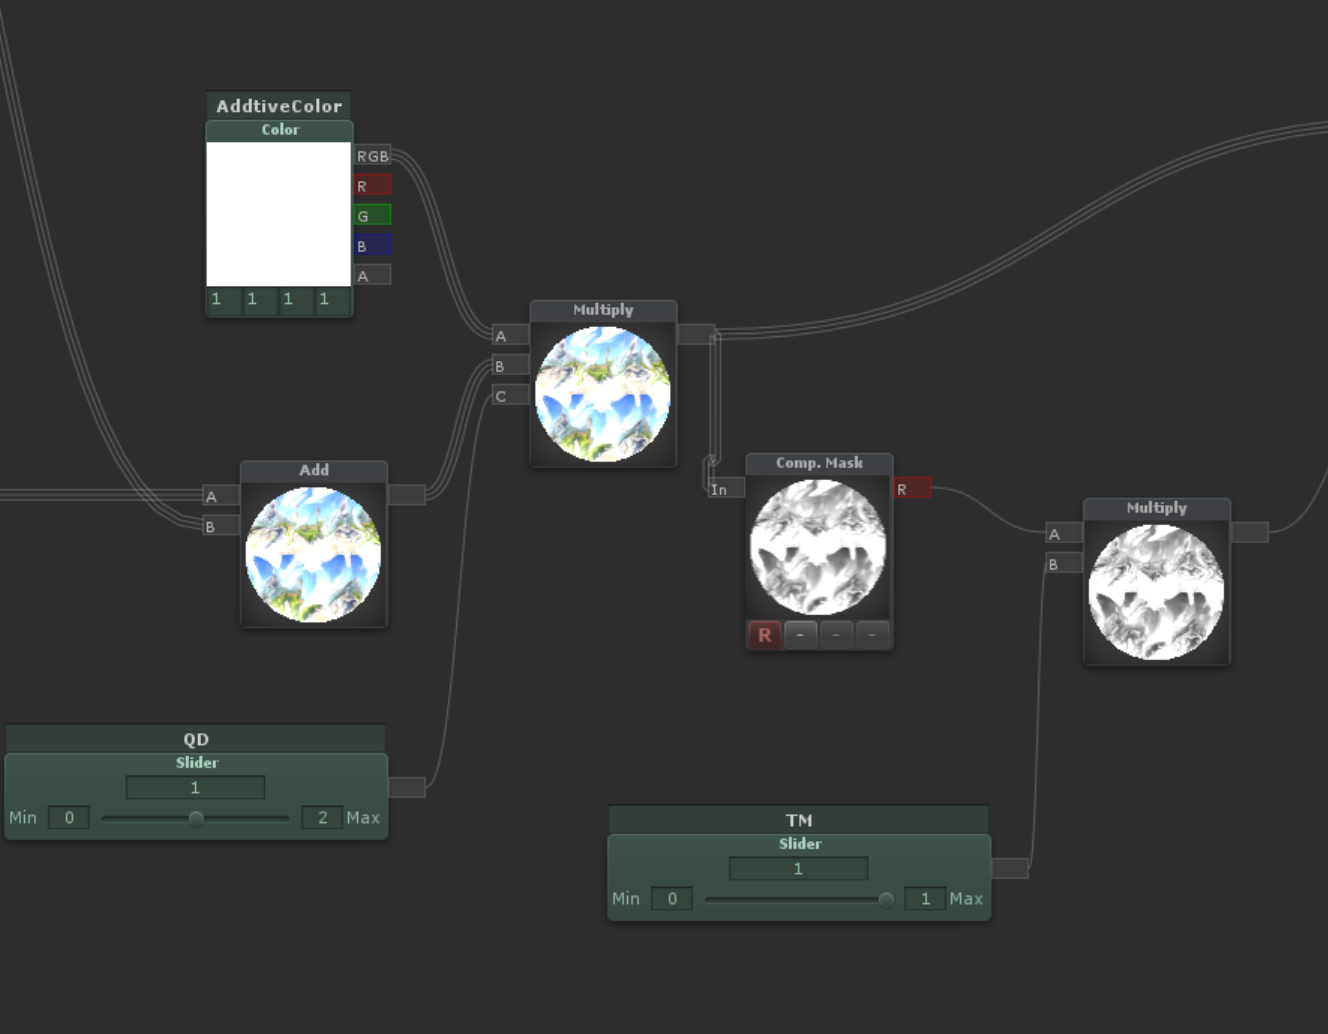 AddtiveColor
Color
RGB
R
G
B
A
1 1 1 1
Multiply
A
B
C
Add
A
B
Comp. Mask
In
R
R - - -
Multiply
A
B
QD
Slider
1
Min 0 2 Max
TM
Slider
1
Min 0 1 Max